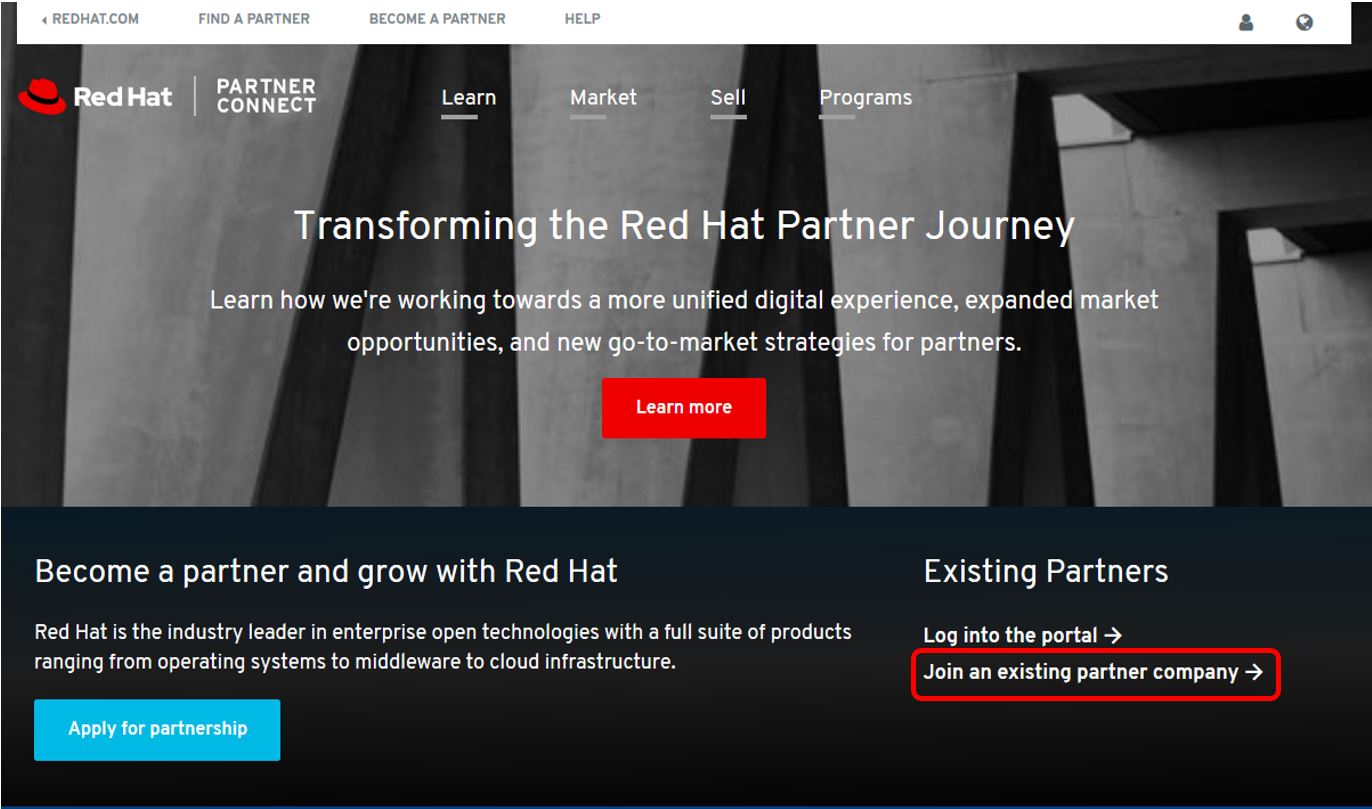 REDHAT.COM FIND A PARTNER BECOME A PARTNER HELP
Red Hat PARTNER CONNECT
Learn Market Sell Programs
Transforming the Red Hat Partner Journey
Learn how we're working towards a more unified digital experience, expanded market
opportunities, and new go-to-market strategies for partners.
Learn more
Become a partner and grow with Red Hat
Red Hat is the industry leader in enterprise open technologies with a full suite of products
ranging from operating systems to middleware to cloud infrastructure.
Apply for partnership
Existing Partners
Log into the portal →
Join an existing partner company →